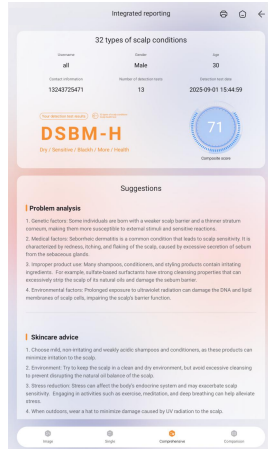 Integrated reporting
32 types of scalp conditions
Username Gender Age
all Male 30
Contact information Number of detection tests Detection test date
13243725471 13 2025-09-01 15:44:59
DSBM-H
Dry / Sensitive / Blackh / More / Health
71
Composite score
Suggestions
Problem analysis
1. Genetic factors: Some individuals are born with a weaker scalp barrier and a thinner stratum
corneum, making them more susceptible to external stimuli and sensitive reactions.
2. Medical factors: Seborrheic dermatitis is a common condition that leads to scalp sensitivity. It is
characterized by redness, itching, and flaking of the scalp, caused by excessive secretion of sebum
from the sebaceous glands.
3. Improper product use: Many shampoos, conditioners, and styling products contain irritating
ingredients. For example, sulfate-based surfactants have strong cleansing properties that can
excessively strip the scalp of its natural oils and damage the sebum barrier.
4. Environmental factors: Prolonged exposure to ultraviolet radiation can damage the DNA and lipid
membranes of scalp cells, impairing the scalp's barrier function.
Skincare advice
1. Choose mild, non-irritating and weakly acidic shampoos and conditioners, as these products can
minimize irritation to the scalp.
2. Environment: Try to keep the scalp in a clean and dry environment, but avoid excessive cleansing
to prevent disrupting the natural oil balance of the scalp.
3. Stress reduction: Stress can affect the body's endocrine system and may exacerbate scalp
sensitivity. Engaging in activities such as exercise, meditation, and deep breathing can help alleviate
stress.
4. When outdoors, wear a hat to minimize damage caused by UV radiation to the scalp.
Image Single Comprehensive Comparison